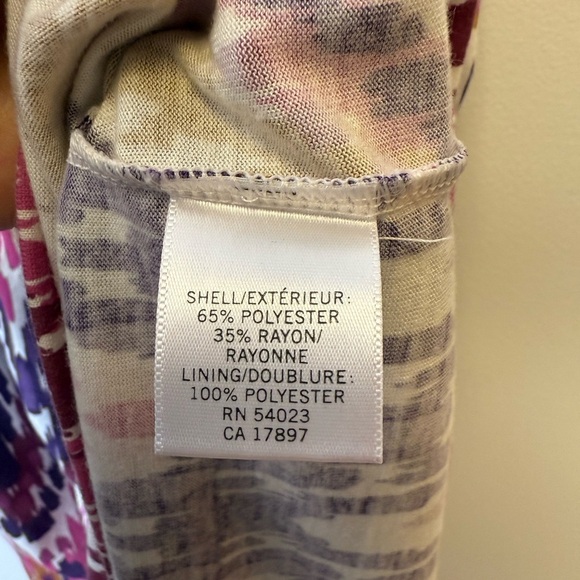 SHELL/EXTÉRIEUR:
65% POLYESTER
35% RAYON/
RAYONNE
LINING/DOUBLURE:
100% POLYESTER
RN 54023
CA 17897